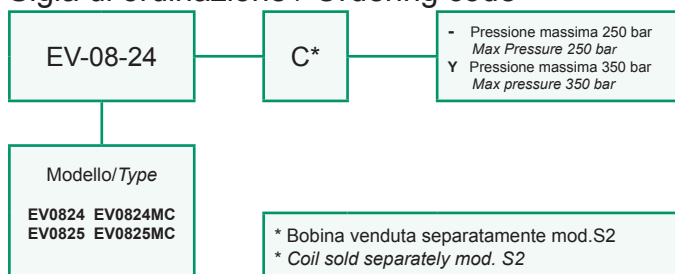 Sigla di ordinazione / Ordering code
EV-08-24
C*
- Pressione massima 250 bar
Max Pressure 250 bar
Y Pressione massima 350 bar
Max pressure 350 bar
Modello/Type
EV0824 EV0824MC
EV0825 EV0825MC
* Bobina venduta separatamente mod.S2
* Coil sold separately mod. S2